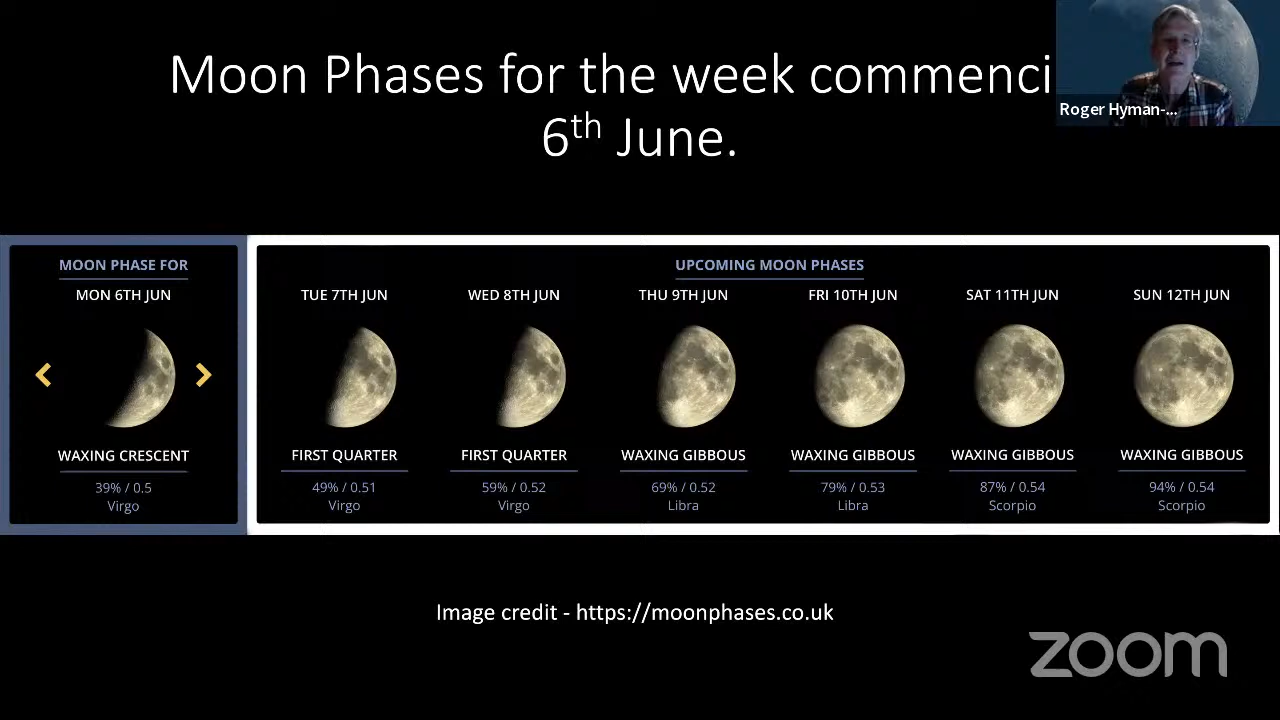 Moon Phases for the week commenci
6th June.
Roger Hyman-...
MOON PHASE FOR
MON 6TH JUN
WAXING CRESCENT
39% / 0.5
Virgo
UPCOMING MOON PHASES
TUE 7TH JUN
FIRST QUARTER
49% / 0.51
Virgo
WED 8TH JUN
FIRST QUARTER
59% / 0.52
Virgo
THU 9TH JUN
WAXING GIBBOUS
69% / 0.52
Libra
FRI 10TH JUN
WAXING GIBBOUS
79% / 0.53
Libra
SAT 11TH JUN
WAXING GIBBOUS
87% / 0.54
Scorpio
SUN 12TH JUN
WAXING GIBBOUS
94% / 0.54
Scorpio
Image credit - https://moonphases.co.uk
zoom